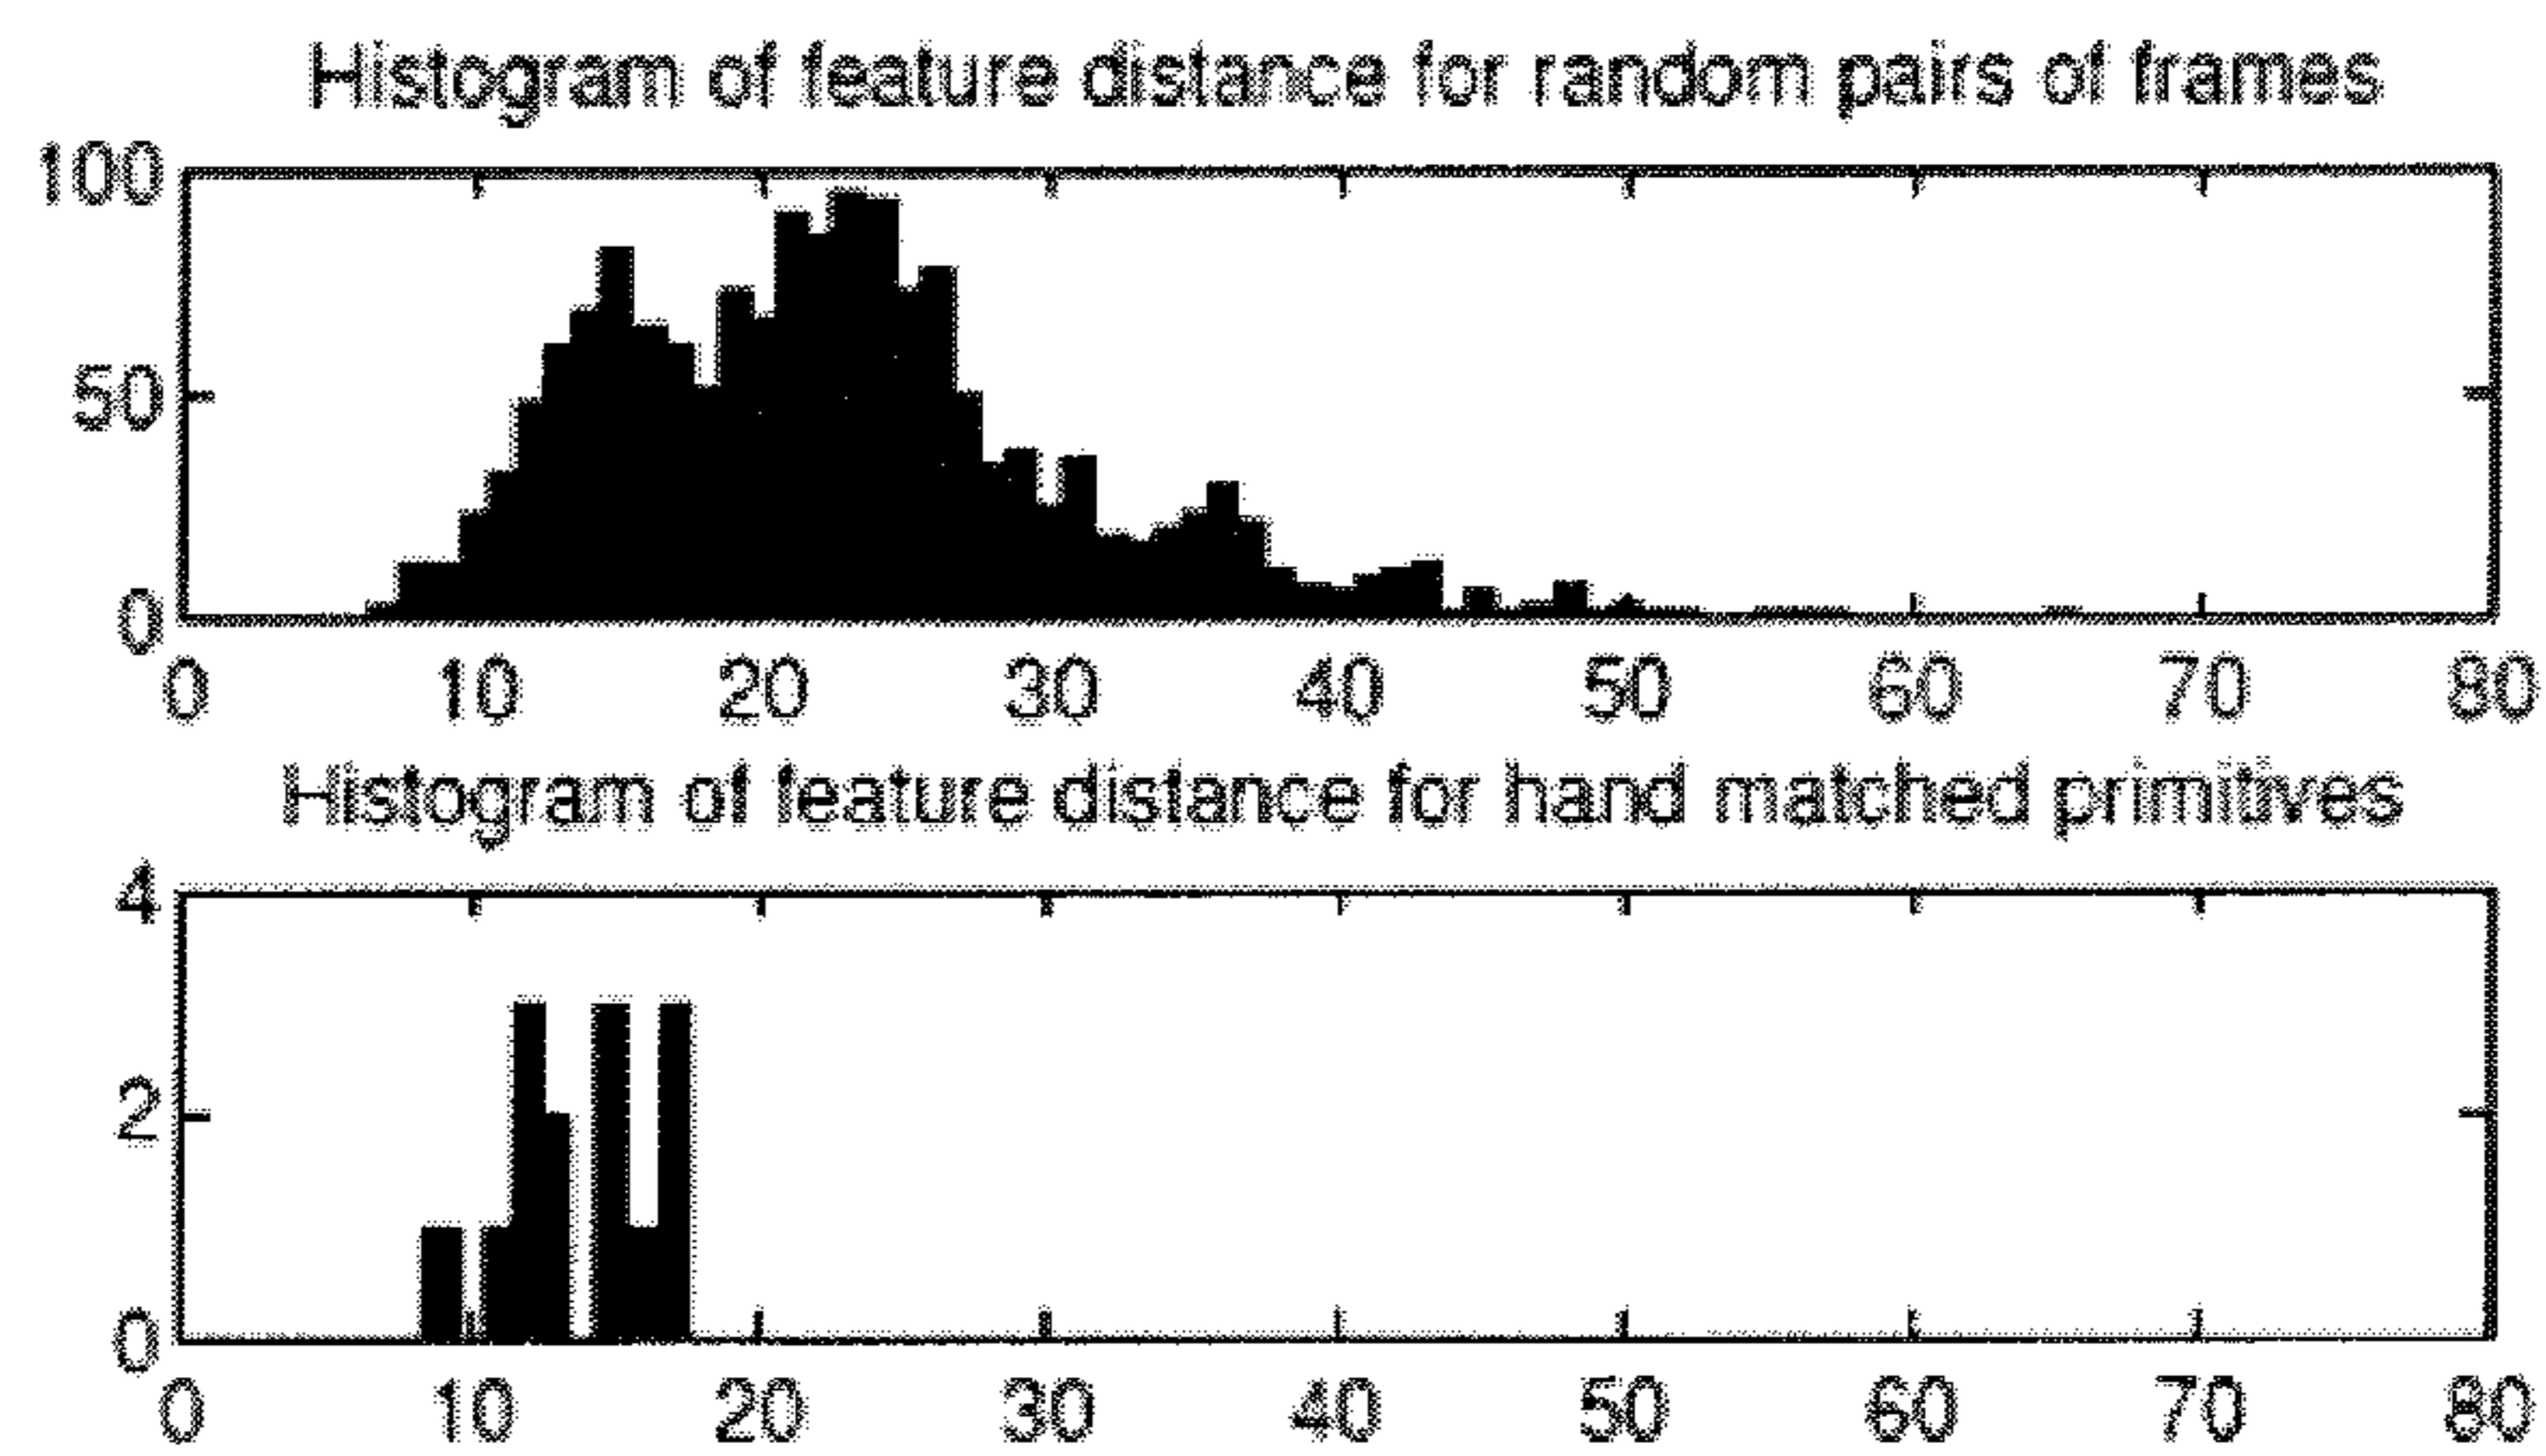 Histogram of feature distance for random pairs of frames
100
50
0
0 10 20 30 40 50 60 70 80
Histogram of feature distance for hand matched primitives
4
2
0
0 10 20 30 40 50 60 70 80